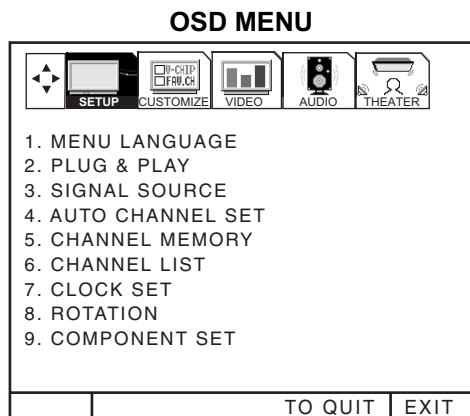 OSD MENU
V-CHIP
FAV.CH
SETUP CUSTOMIZE VIDEO AUDIO THEATER
1. MENU LANGUAGE
2. PLUG & PLAY
3. SIGNAL SOURCE
4. AUTO CHANNEL SET
5. CHANNEL MEMORY
6. CHANNEL LIST
7. CLOCK SET
8. ROTATION
9. COMPONENT SET
TO QUIT EXIT